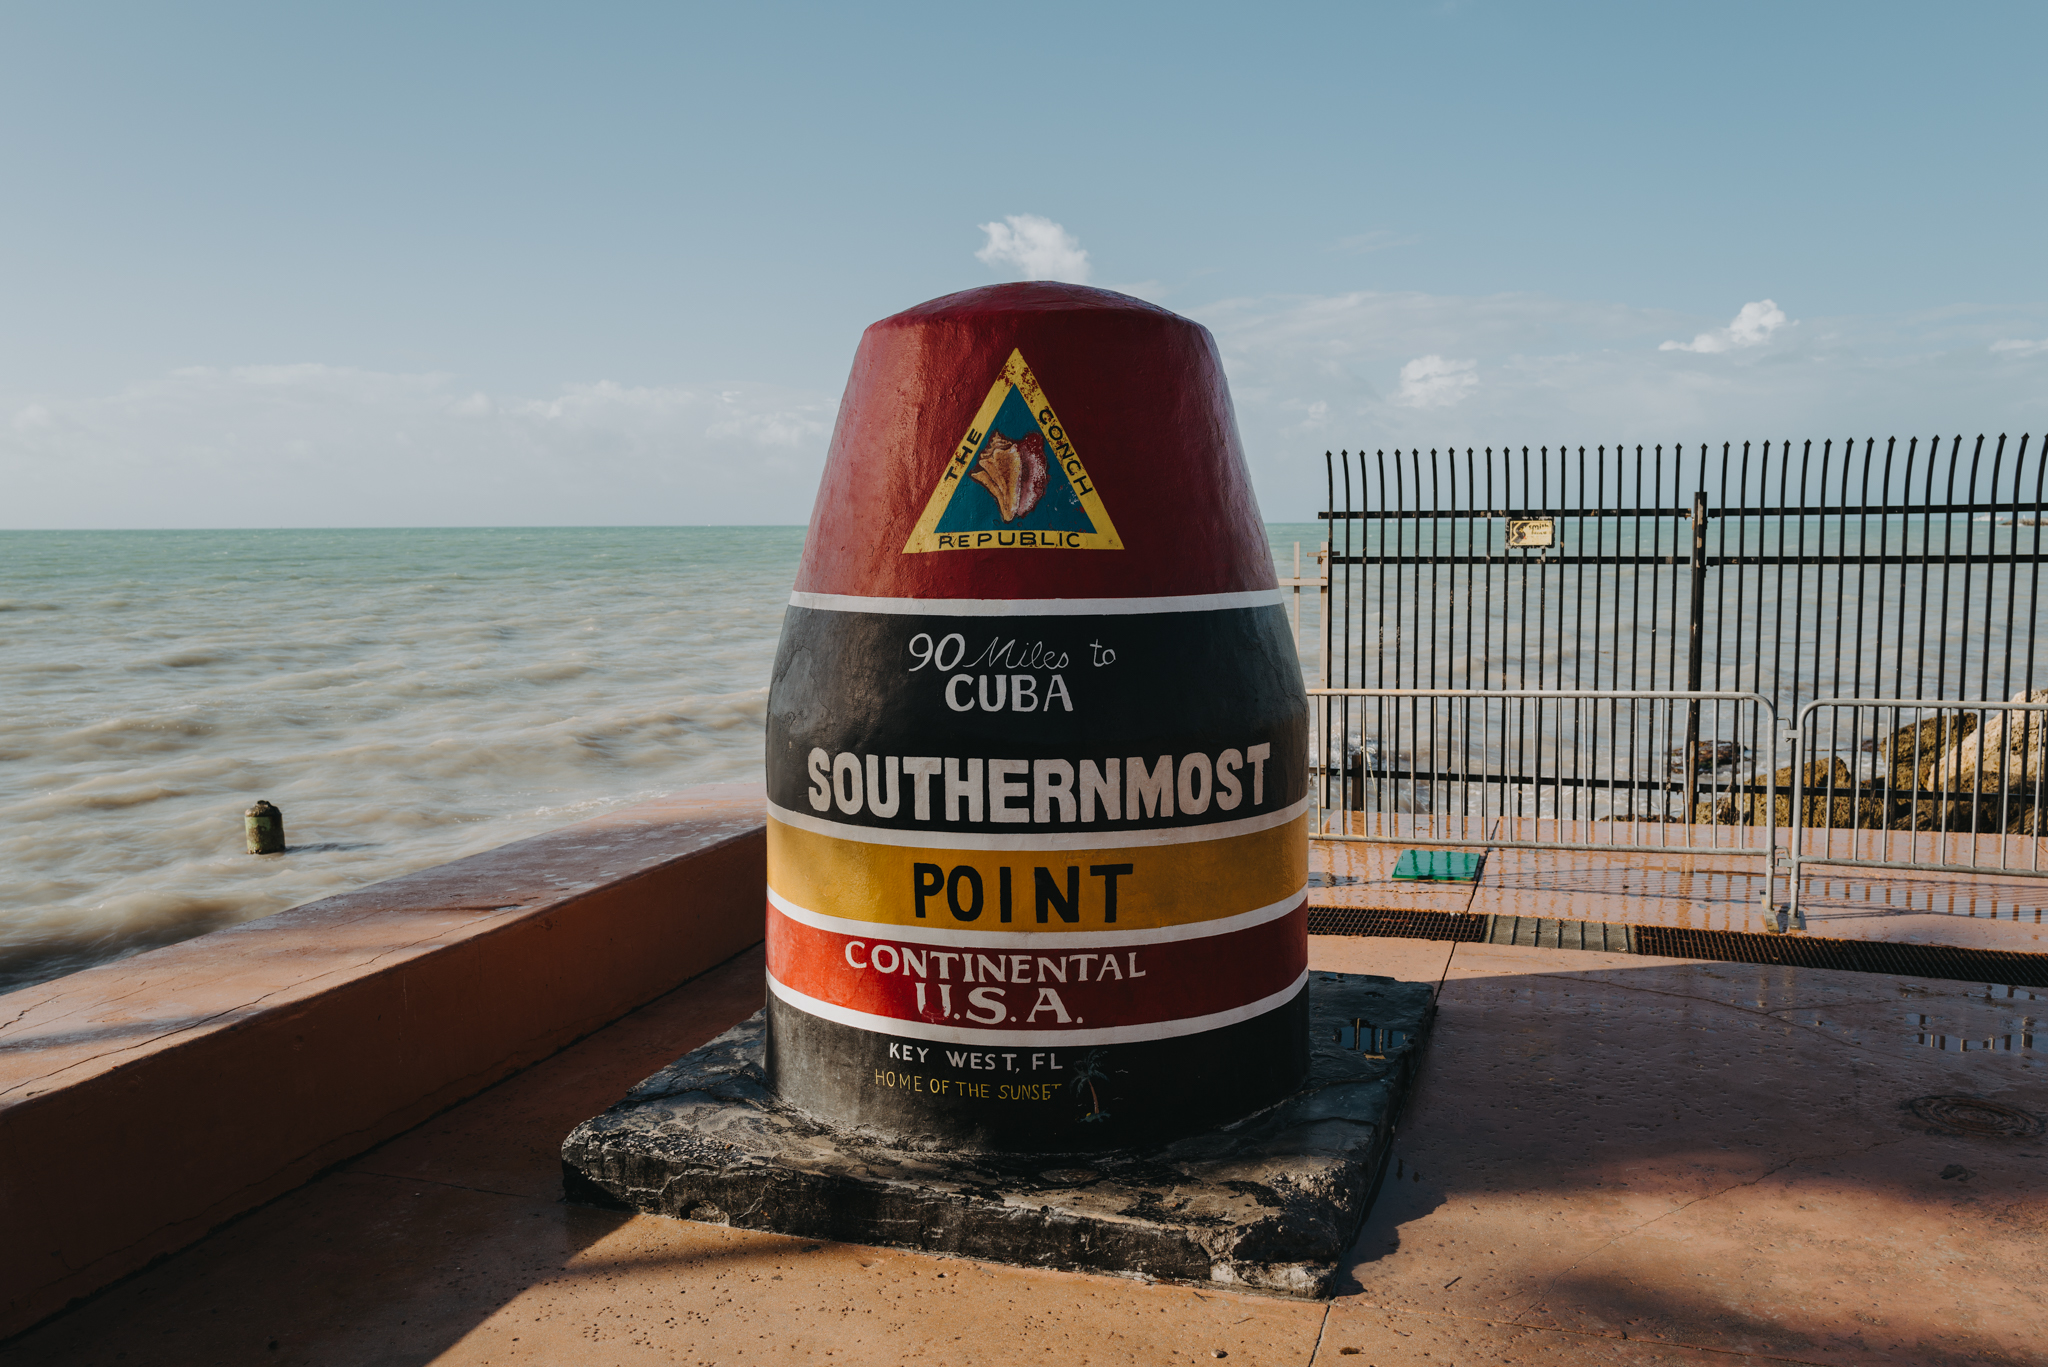 THE CONCH
REPUBLIC
90 Miles to
CUBA
SOUTHERNMOST
POINT
CONTINENTAL
U.S.A.
KEY WEST, FL
HOME OF THE SUNSET